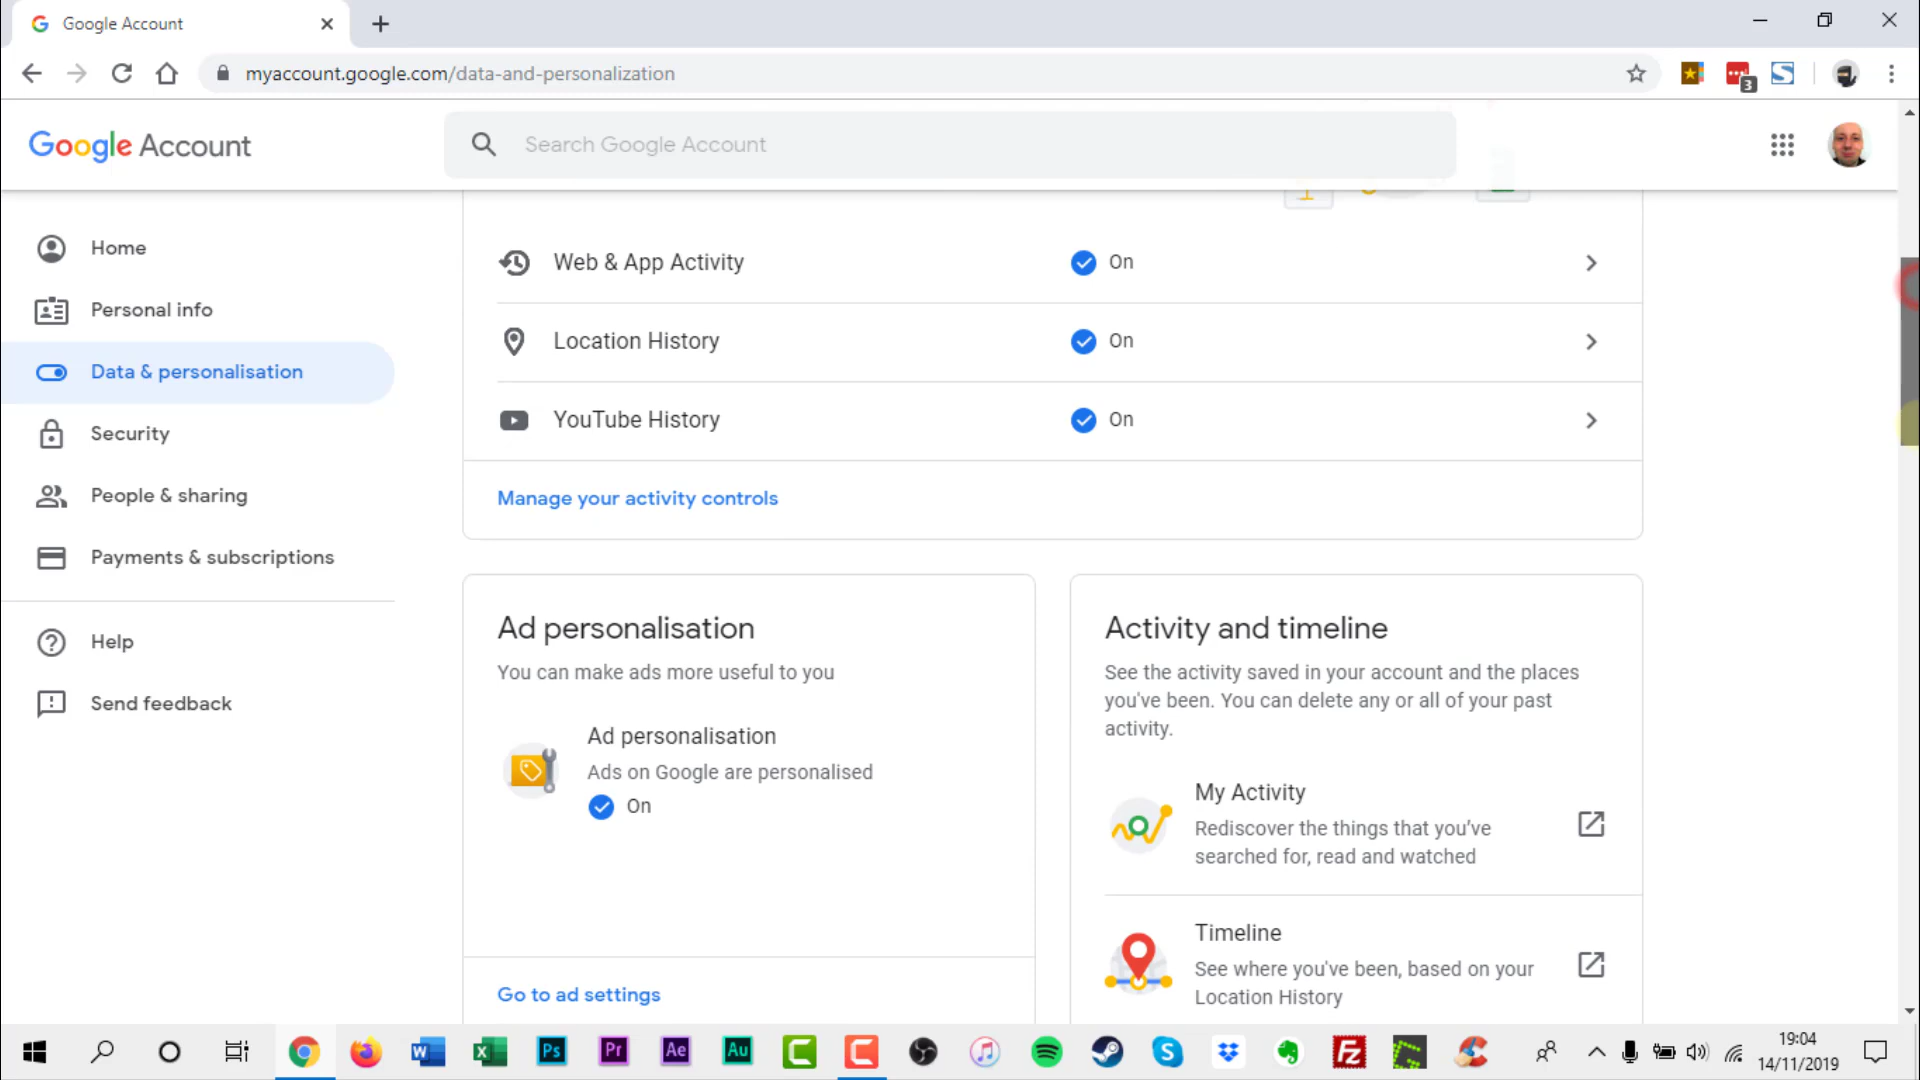 Google Account
myaccount.google.com/data-and-personalization
3
Google Account
Search Google Account
Home
Personal info
Data & personalisation
Security
People & sharing
Payments & subscriptions
Help
Send feedback
Web & App Activity
On
Location History
On
YouTube History
On
Manage your activity controls
Ad personalisation
You can make ads more useful to you
Ad personalisation
Ads on Google are personalised
On
Go to ad settings
Activity and timeline
See the activity saved in your account and the places
you've been. You can delete any or all of your past
activity.
My Activity
Rediscover the things that you’ve
searched for, read and watched
Timeline
See where you've been, based on your
Location History
Ps
Pr
Ae
Au
19:04
14/11/2019